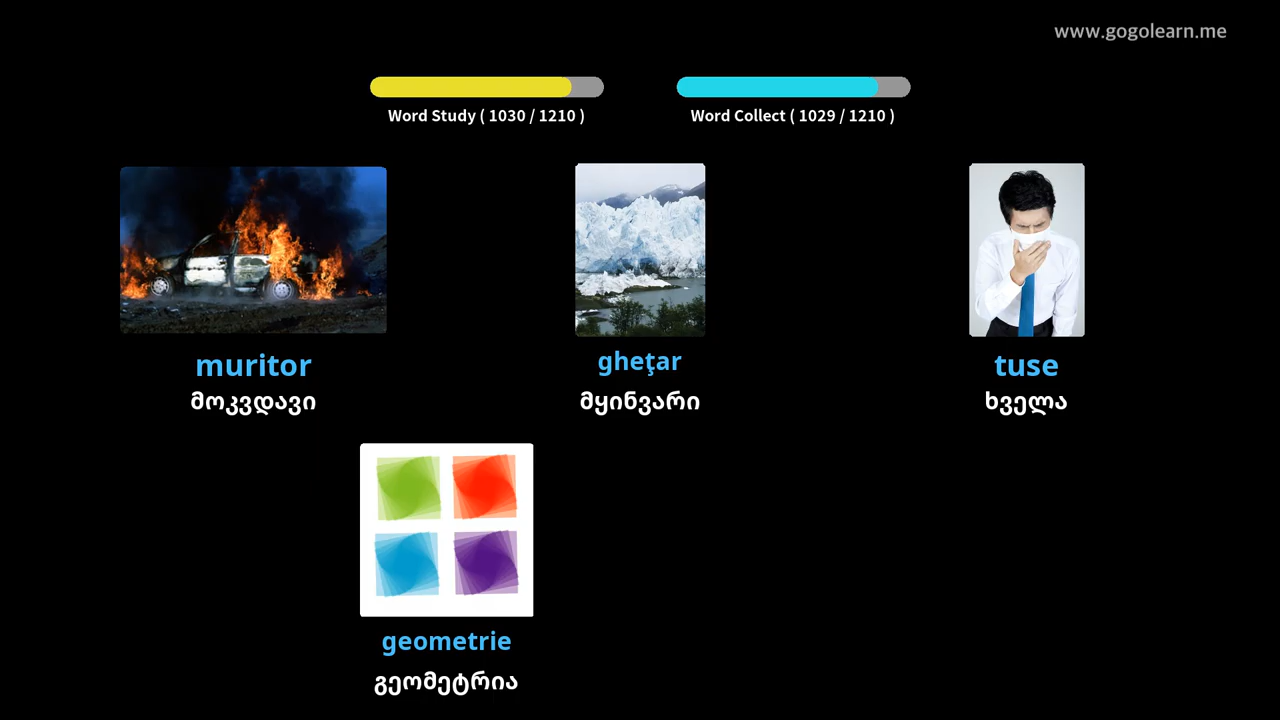 www.gogolearn.me
Word Study ( 1030 / 1210 )
Word Collect ( 1029 / 1210 )
muritor
მოკვდავი
gheţar
მყინვარი
tuse
ხველა
geometrie
გეომეტრია